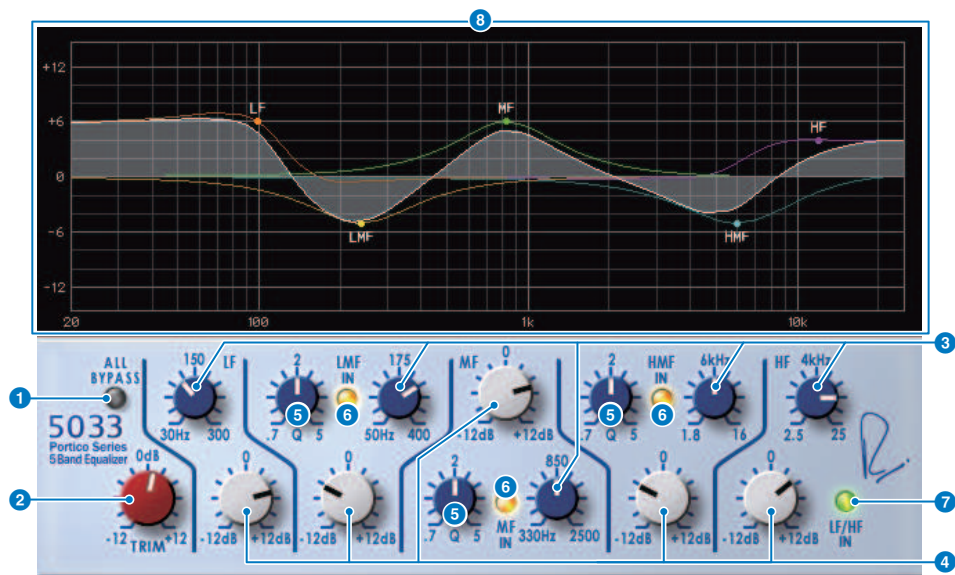 8
+12
+6
0
-6
-12
LF
MF
HF
LMF
HMF
20 100 1k 10k
ALL BYPASS
150 LF
30Hz 300
2
LMF IN
175
.7 Q 5
50Hz 400
MF 0
-12dB +12dB
2
HMF IN
6kHz
.7 Q 5
1.8 16
HF 4kHz
2.5 25
3
1
5
6
5
6
5033
Portico Series
5 Band Equalizer
0dB
-12 TRIM +12
2
0
-12dB +12dB
0
-12dB +12dB
2
.7 Q 5
5
6
MF IN
850
330Hz 2500
0
-12dB +12dB
0
-12dB +12dB
7
LF/HF IN
4